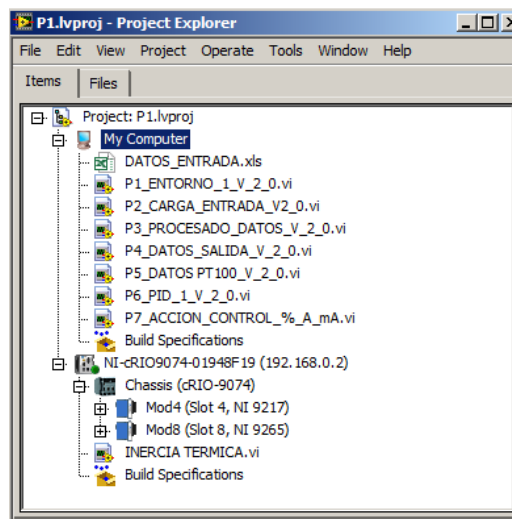 P1.lvproj - Project Explorer
File Edit View Project Operate Tools Window Help
Items Files
Project: P1.lvproj
My Computer
DATOS_ENTRADA.xls
P1_ENTORNO_1_V_2_0.vi
P2_CARGA_ENTRADA_V2_0.vi
P3_PROCESADO_DATOS_V_2_0.vi
P4_DATOS_SALIDA_V_2_0.vi
P5_DATOS PT100_V_2_0.vi
P6_PID_1_V_2_0.vi
P7_ACCION_CONTROL_%_A_mA.vi
Build Specifications
NI-cRIO9074-01948F19 (192.168.0.2)
Chassis (cRIO-9074)
Mod4 (Slot 4, NI 9217)
Mod8 (Slot 8, NI 9265)
INERCIA TERMICA.vi
Build Specifications